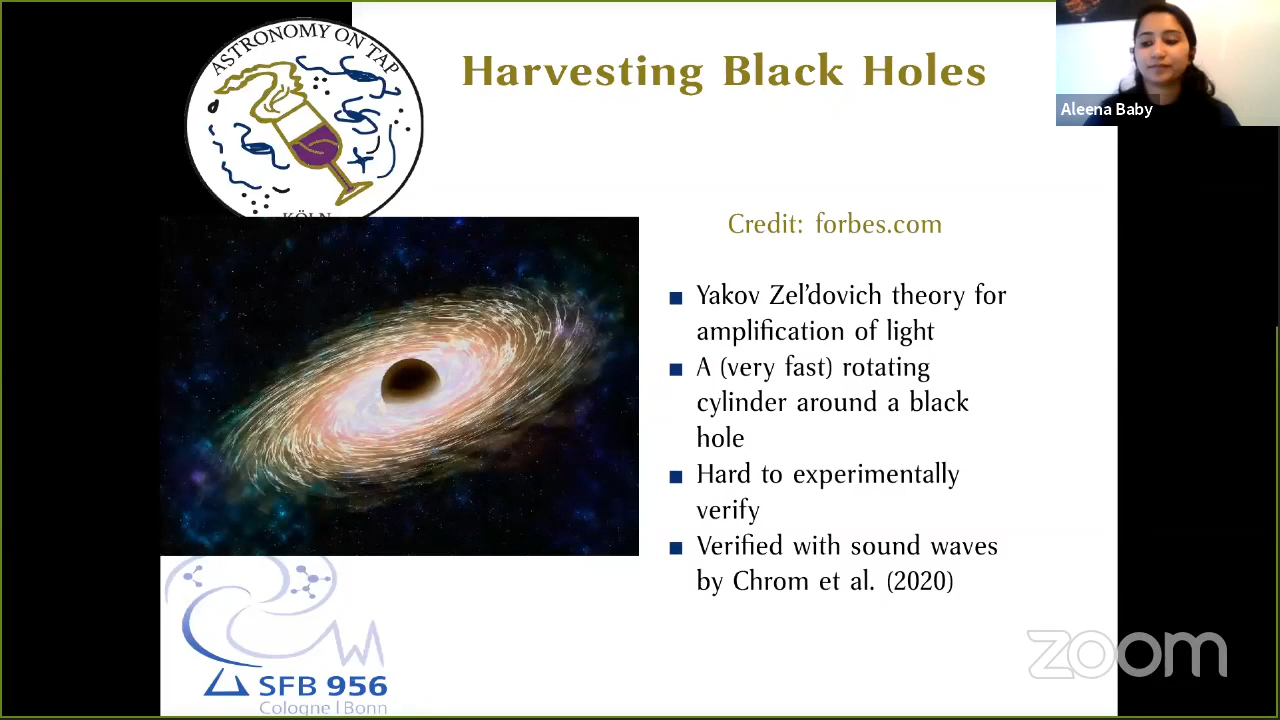 ASTRONOMY ON TAP
KÖLN
Harvesting Black Holes
Aleena Baby
Credit: forbes.com
Yakov Zel’dovich theory for
amplification of light
A (very fast) rotating
cylinder around a black
hole
Hard to experimentally
verify
Verified with sound waves
by Chrom et al. (2020)
zoom
SFB 956
Cologne | Bonn